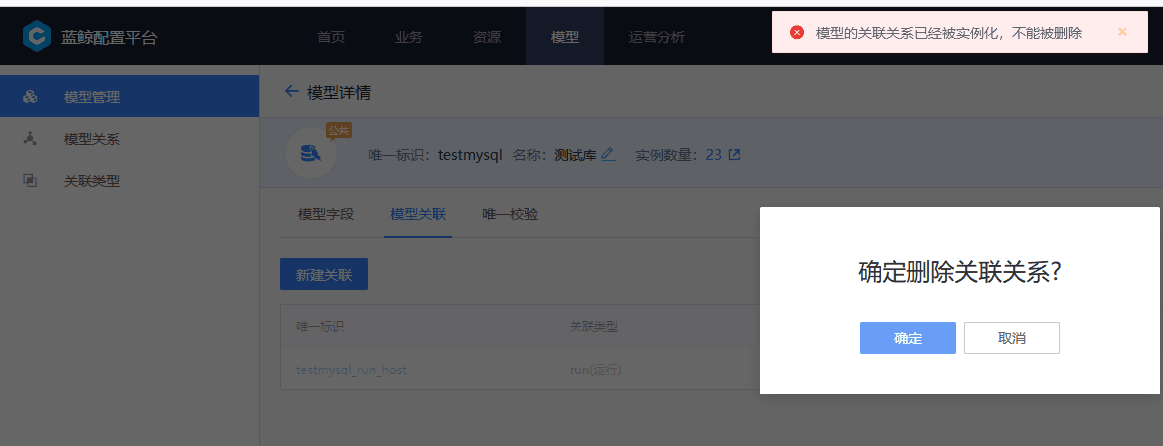 蓝鲸配置平台 首页 业务 资源 模型 运营分析
模型的关联关系已经被实例化，不能被删除
模型管理
模型关系
关联类型
模型详情
公共
唯一标识：testmysql 名称：测试库 实例数量：23
模型字段 模型关联 唯一校验
新建关联
唯一标识 关联类型
testmysql_run_host run(运行)
确定删除关联关系?
确定 取消